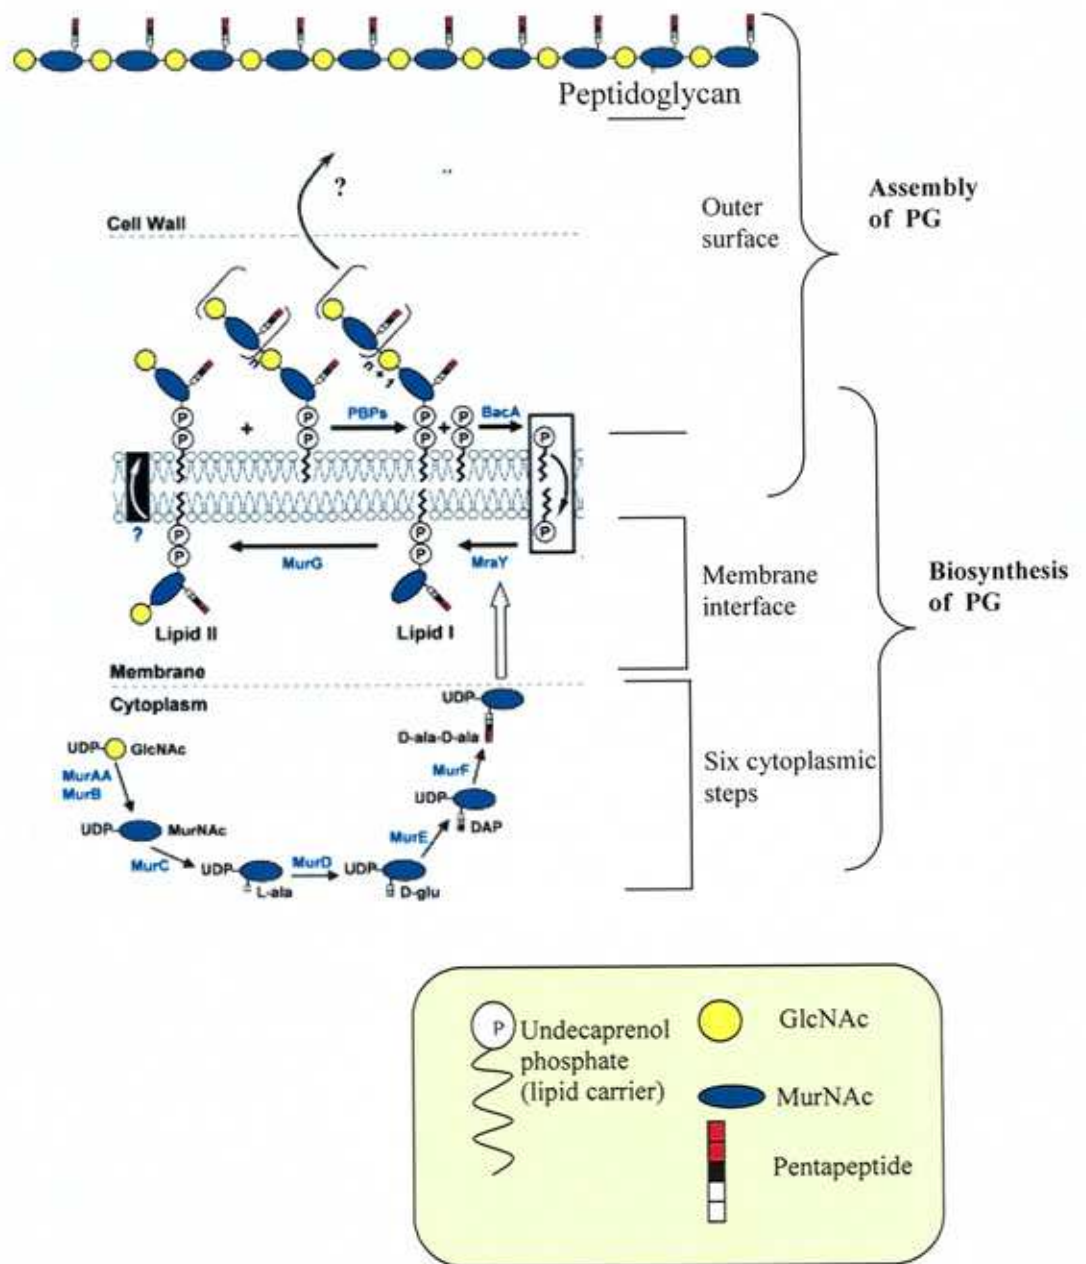 Peptidoglycan
?
Cell Wall
Outer
surface
Assembly
of PG
n
n + 1
P
P
P
P
P
P
P
P
+
PBPs
+
BacA
P
P
?
P
P
MurG
P
P
MraY
Lipid II
Lipid I
Membrane
interface
Biosynthesis
of PG
Membrane
Cytoplasm
UDP
D-ala-D-ala
UDP
GlcNAc
MurAA
MurB
MurF
UDP
DAP
Six cytoplasmic
steps
UDP
MurNAc
MurE
MurC
UDP
L-ala
MurD
UDP
D-glu
P
Undecaprenol
phosphate
(lipid carrier)
GlcNAc
MurNAc
Pentapeptide